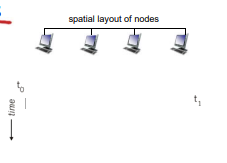 spatial layout of nodes
t0
t1
time